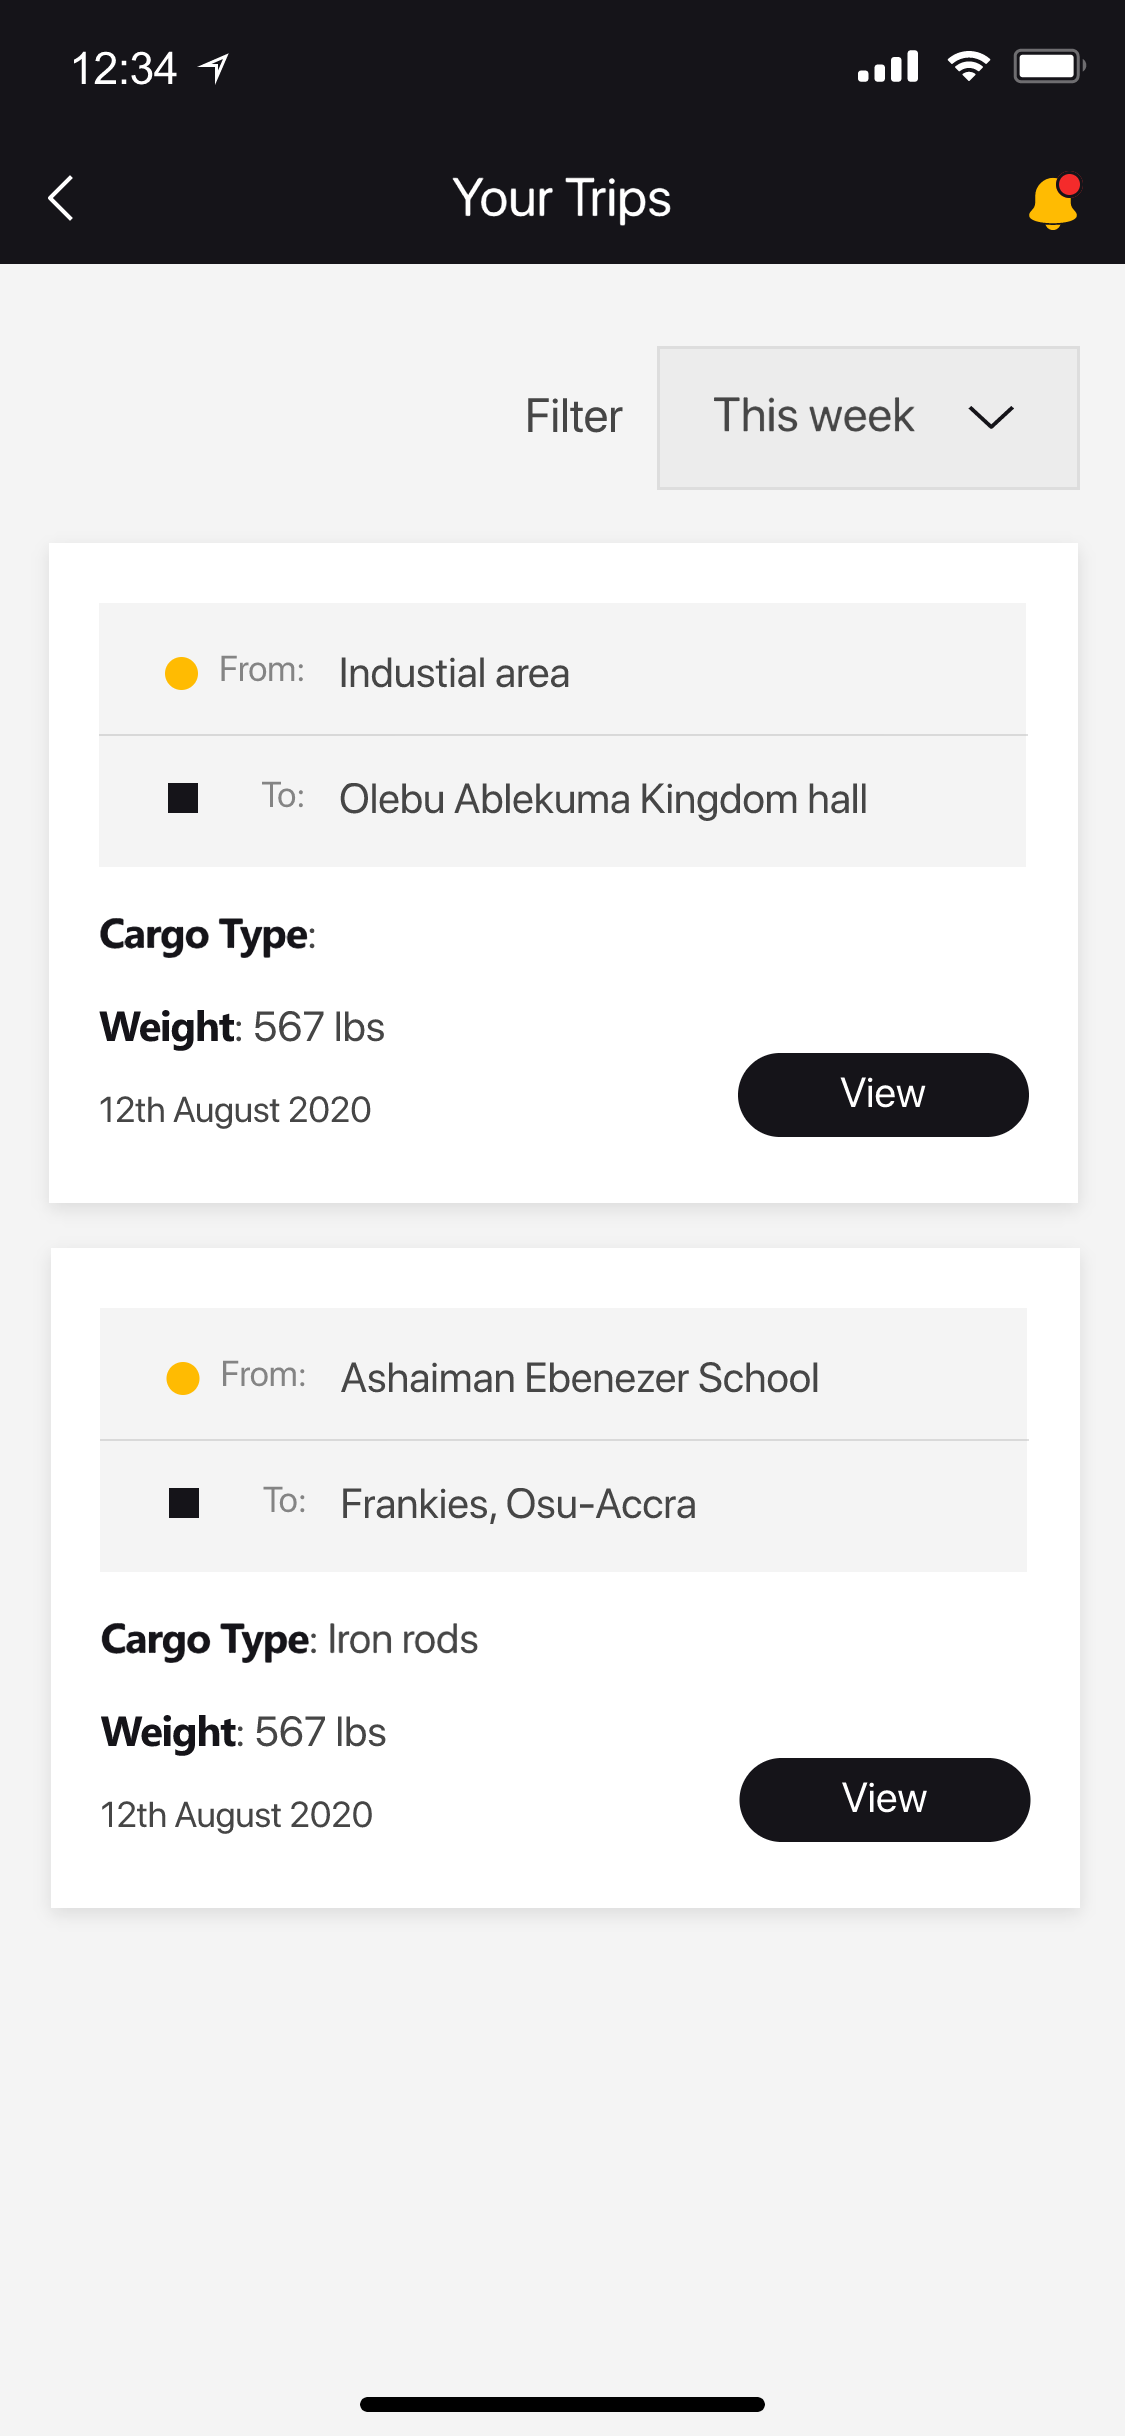 12:34
Your Trips
Filter
This week
From: Industial area
To: Olebu Ablekuma Kingdom hall
Cargo Type:
Weight: 567 lbs
12th August 2020
View
From: Ashaiman Ebenezer School
To: Frankies, Osu-Accra
Cargo Type: Iron rods
Weight: 567 lbs
12th August 2020
View